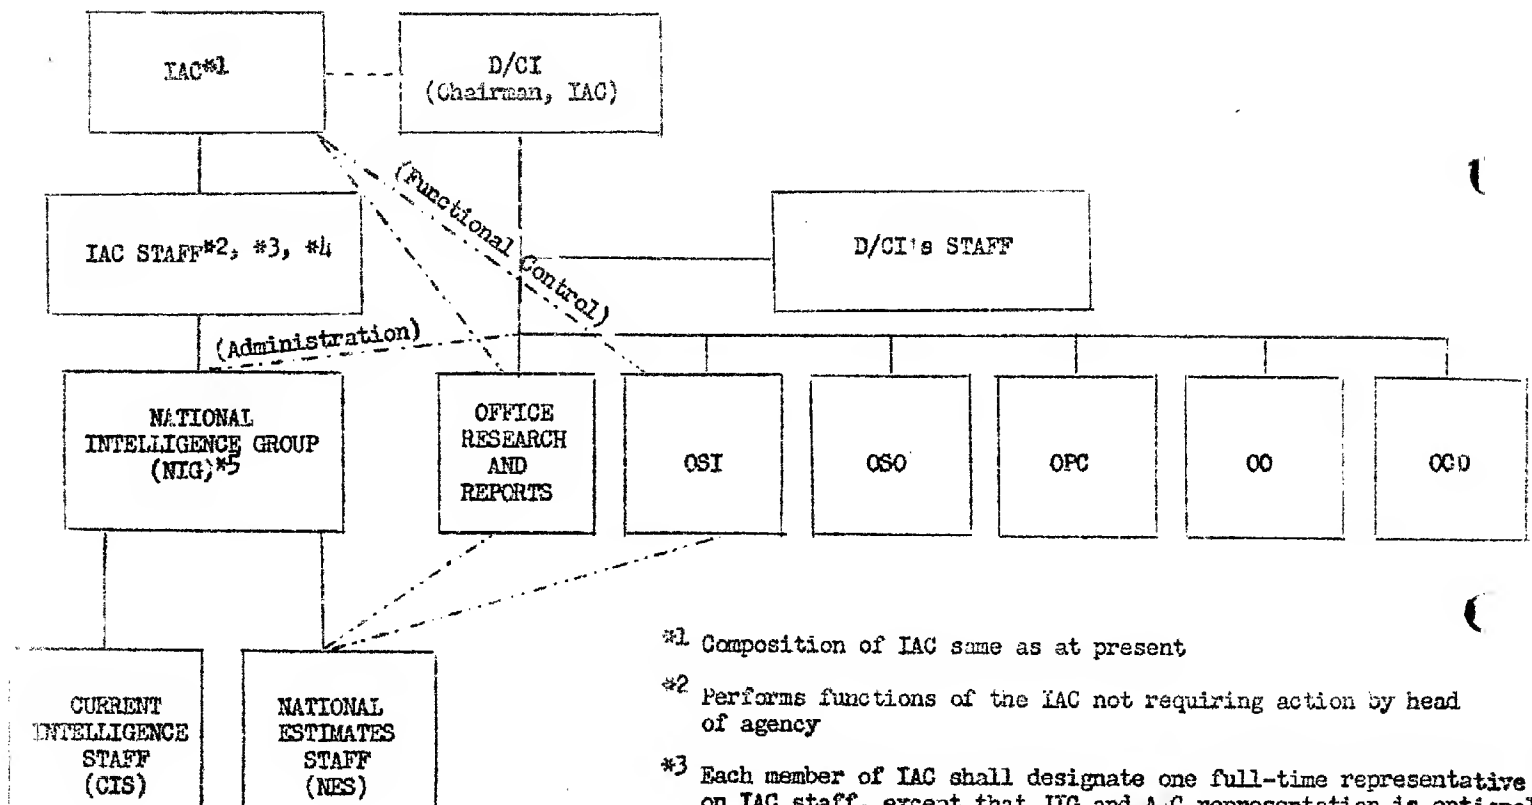 IAC*1
D/CI
(Chairman, IAC)
(Functional Control)
IAC STAFF*2, *3, *4
D/CI's STAFF
(Administration)
NATIONAL
INTELLIGENCE GROUP
(NIG)*5
OFFICE
RESEARCH
AND
REPORTS
OSI
OSO
OPC
OO
OCD
*1 Composition of IAC same as at present
*2 Performs functions of the IAC not requiring action by head
of agency
CURRENT
INTELLIGENCE
STAFF
(CIS)
NATIONAL
ESTIMATES
STAFF
(NES)
*3 Each member of IAC shall designate one full-time representative
on IAC staff, except that representation is